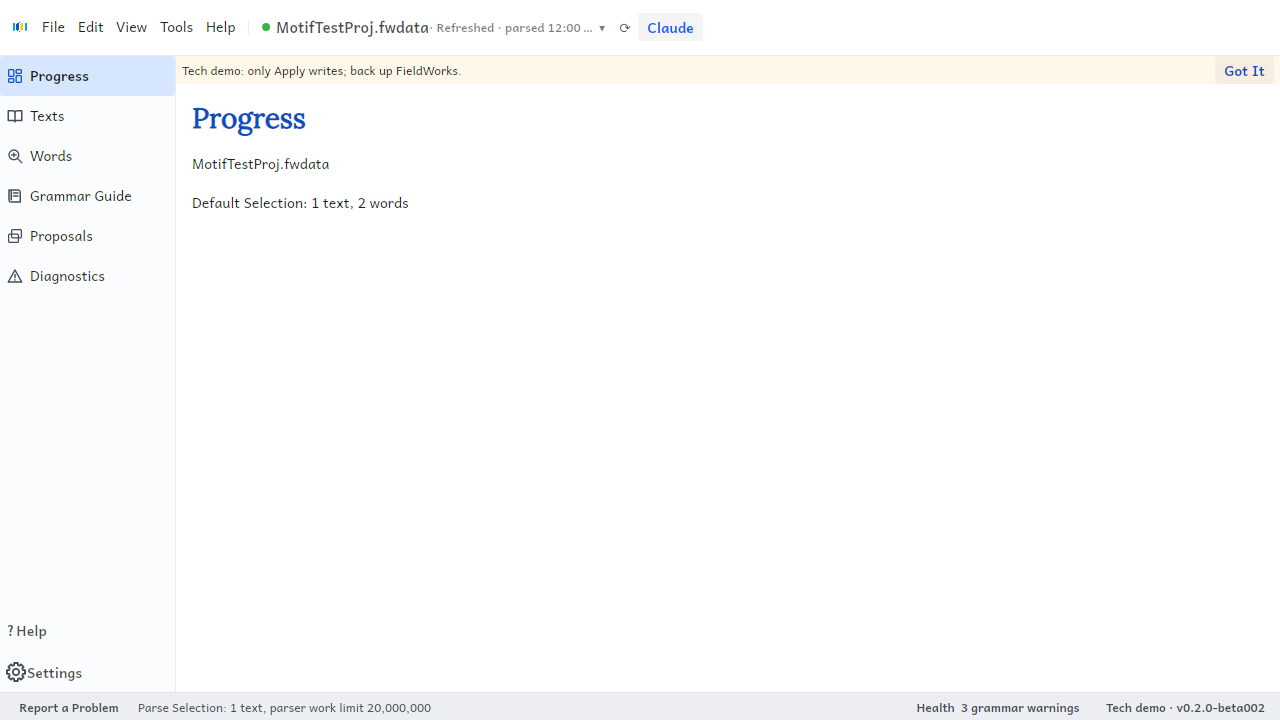 File Edit View Tools Help MotifTestProj.fwdata · Refreshed · parsed 12:00 ... ▾ ⟳ Claude
Progress
Texts
Words
Grammar Guide
Proposals
Diagnostics
? Help
Settings
Tech demo: only Apply writes; back up FieldWorks. Got It
Progress
MotifTestProj.fwdata
Default Selection: 1 text, 2 words
Report a Problem Parse Selection: 1 text, parser work limit 20,000,000 Health 3 grammar warnings Tech demo · v0.2.0-beta002